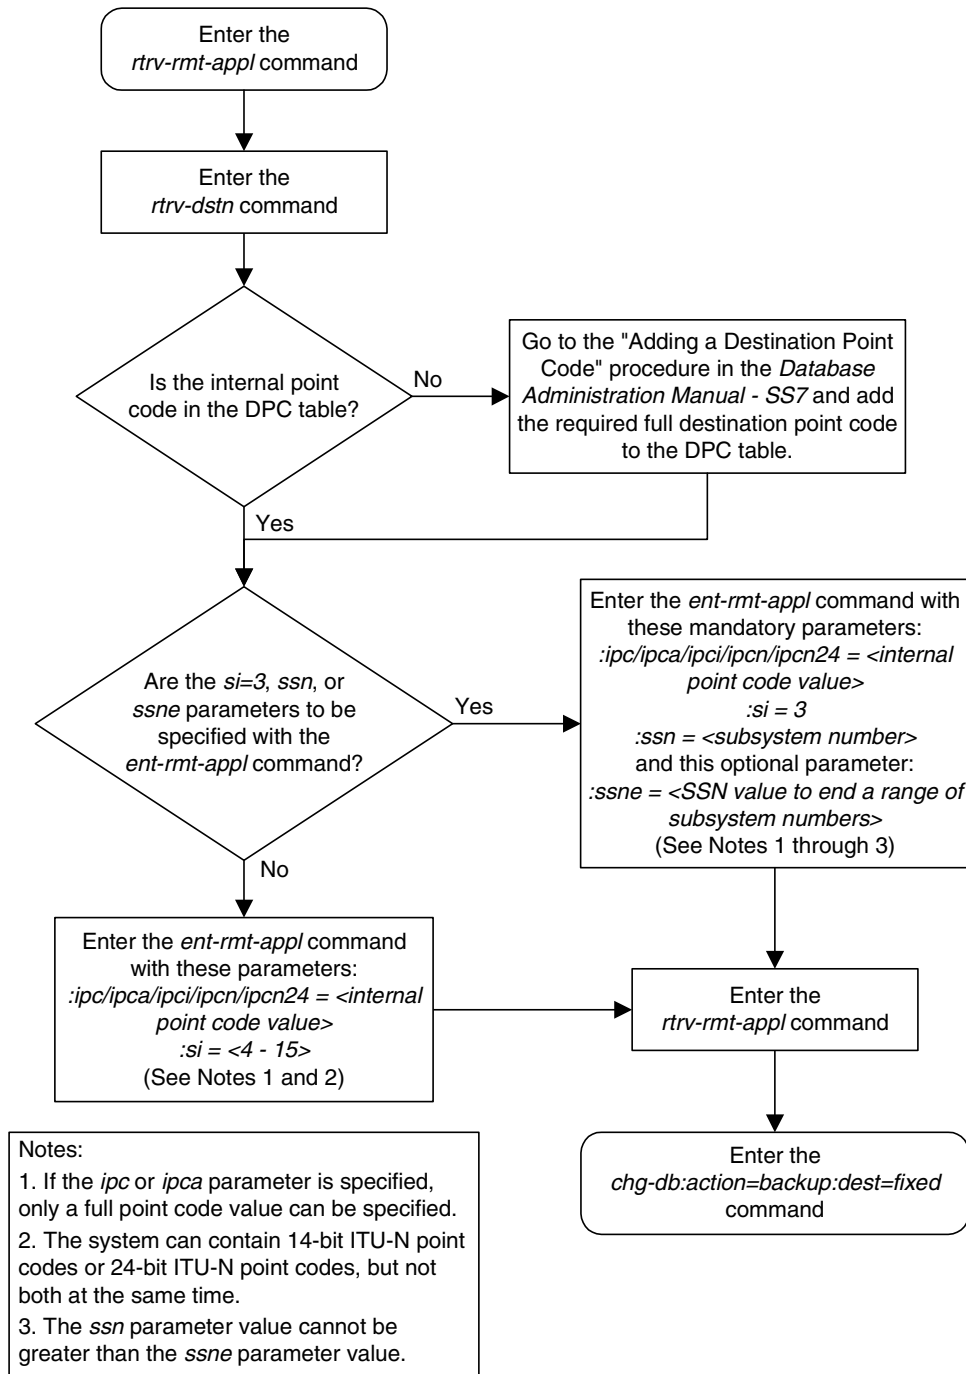 Enter the
rtrv-rmt-appl command
Enter the
rtrv-dstn command
Is the internal point
code in the DPC table?
No
Go to the "Adding a Destination Point
Code" procedure in the Database
Administration Manual - SS7 and add
the required full destination point code
to the DPC table.
Yes
Are the si=3, ssn, or
ssne parameters to be
specified with the
ent-rmt-appl command?
Yes
Enter the ent-rmt-appl command with
these mandatory parameters:
:ipc/ipca/ipci/ipcn/ipcn24 = <internal
point code value>
:si = 3
:ssn = <subsystem number>
and this optional parameter:
:ssne = <SSN value to end a range of
subsystem numbers>
(See Notes 1 through 3)
No
Enter the ent-rmt-appl command
with these parameters:
:ipc/ipca/ipci/ipcn/ipcn24 = <internal
point code value>
:si = <4 - 15>
(See Notes 1 and 2)
Enter the
rtrv-rmt-appl command
Enter the
chg-db:action=backup:dest=fixed
command
Notes:
1. If the ipc or ipca parameter is specified,
only a full point code value can be specified.
2. The system can contain 14-bit ITU-N point
codes or 24-bit ITU-N point codes, but not
both at the same time.
3. The ssn parameter value cannot be
greater than the ssne parameter value.